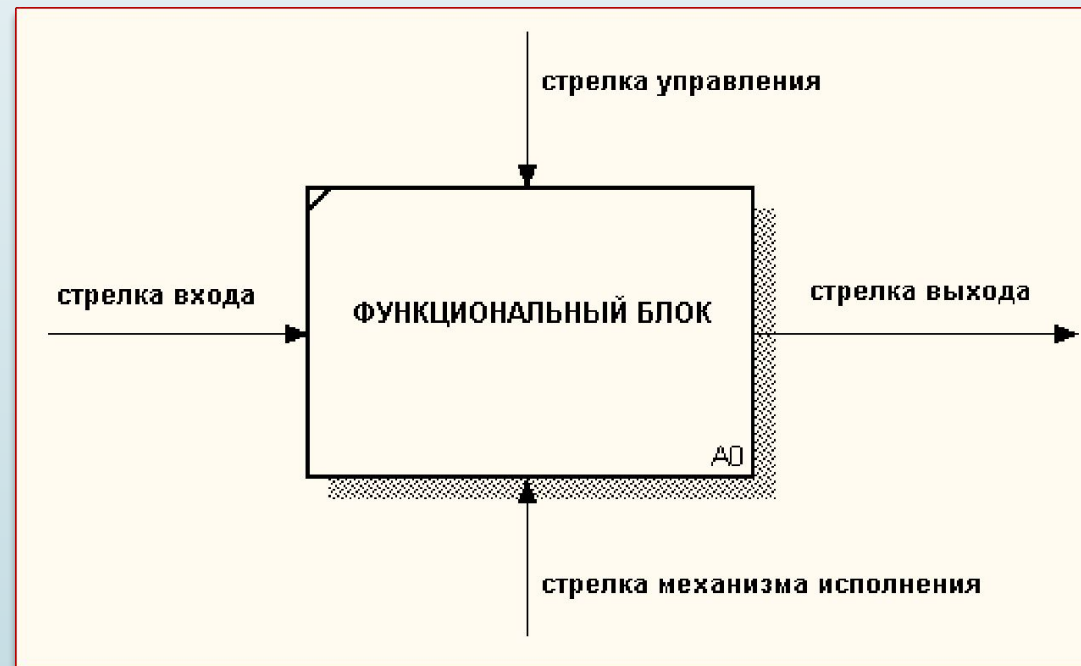 стрелка управления
стрелка входа
ФУНКЦИОНАЛЬНЫЙ БЛОК
стрелка выхода
A0
стрелка механизма исполнения